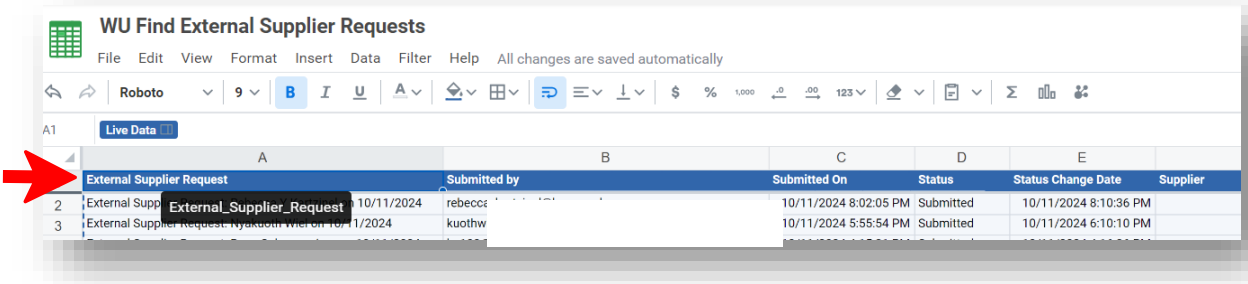 WU Find External Supplier Requests
File Edit View Format Insert Data Filter Help All changes are saved automatically
Roboto 9 B I U A $ % 1,000 .0 .00 123 Σ
A1 Live Data
A B C D E
External Supplier Request Submitted by Submitted On Status Status Change Date Supplier
External_Supplier_Request
2 External Supplier on 10/11/2024 10/11/2024 8:02:05 PM Submitted 10/11/2024 8:10:36 PM
3 External Supplier Request: Nyakuoth Wiel on 10/11/2024 kuothw 10/11/2024 5:55:54 PM Submitted 10/11/2024 6:10:10 PM